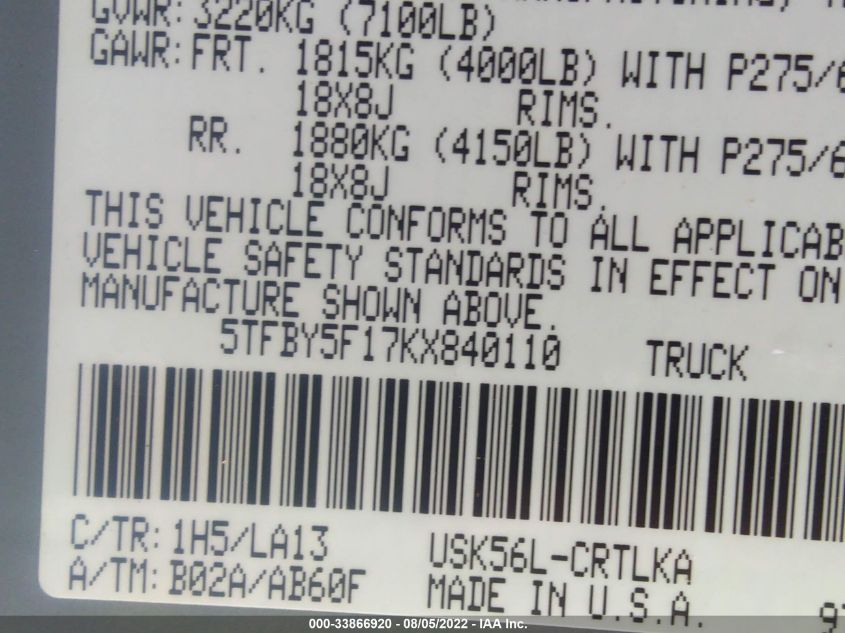 GVWR: 3220KG (7100LB)
GAWR: FRT. 1815KG (4000LB) WITH P275/6
18X8J RIMS.
RR. 1880KG (4150LB) WITH P275/6
18X8J RIMS.
THIS VEHICLE CONFORMS TO ALL APPLICAB
VEHICLE SAFETY STANDARDS IN EFFECT ON
MANUFACTURE SHOWN ABOVE.
5TFBY5F17KX840110 TRUCK
C/TR: 1H5/LA13 USK56L-CRTLKA
A/TM: B02A/AB60F MADE IN U.S.A.
000-33866920 - 08/05/2022 - IAA Inc.